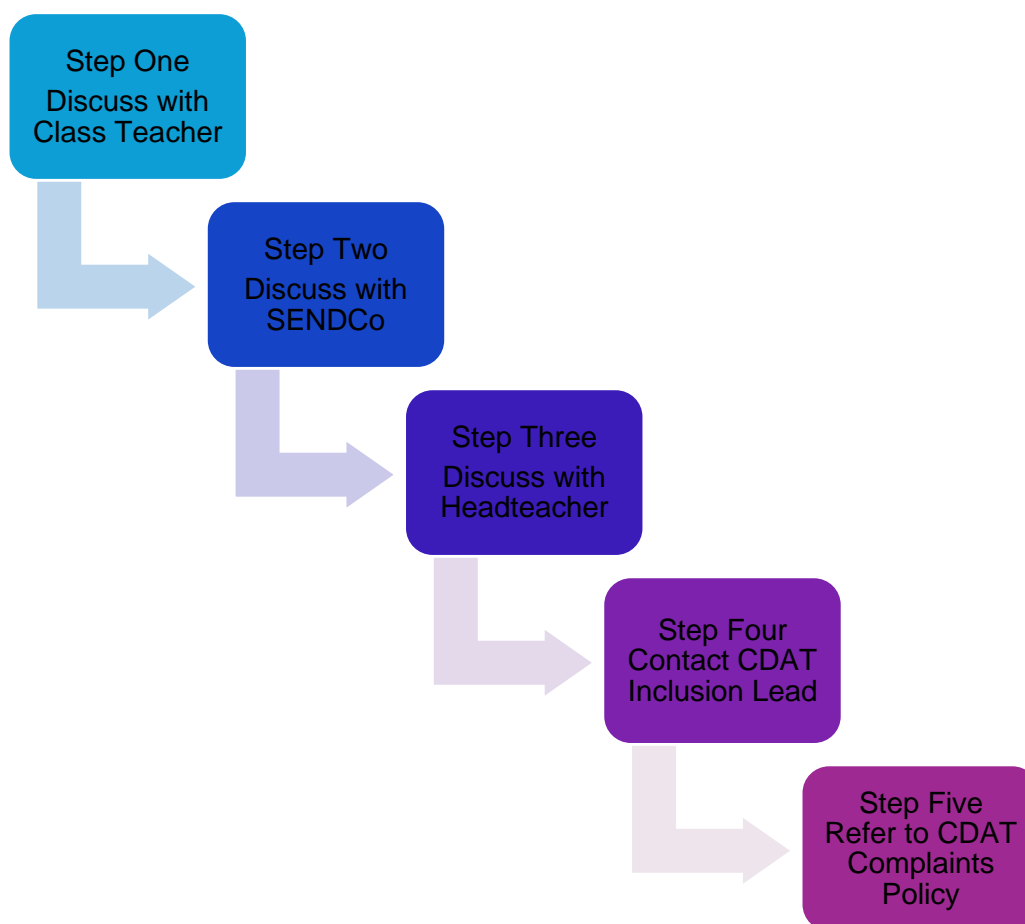 Step One
Discuss with
Class Teacher
Step Two
Discuss with
SENDCo
Step Three
Discuss with
Headteacher
Step Four
Contact CDAT
Inclusion Lead
Step Five
Refer to CDAT
Complaints
Policy